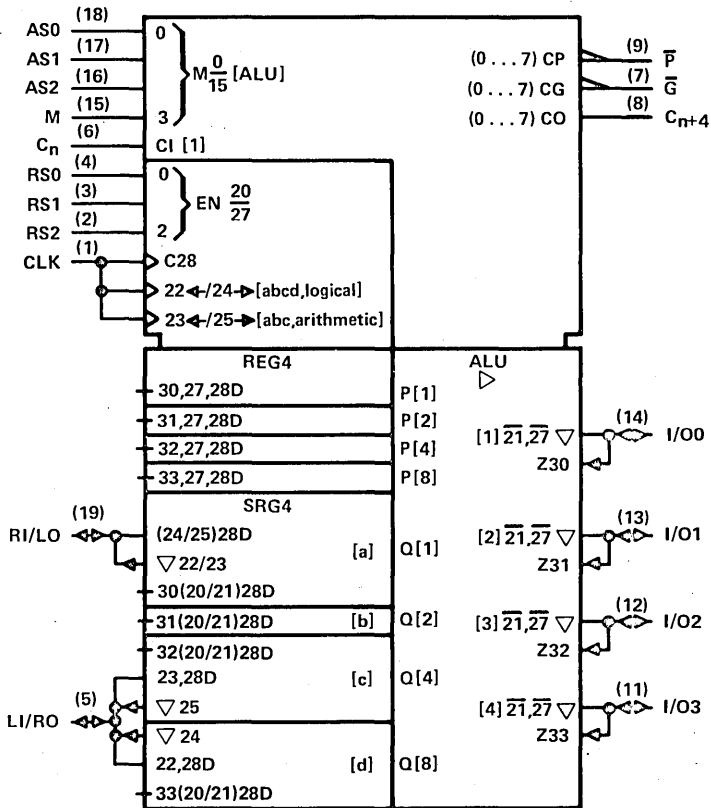 AS0 (18) 0 (0 . . . 7) CP (9) P̅
AS1 (17) M 0/15 [ALU] (0 . . . 7) CG (7) G̅
AS2 (16) (0 . . . 7) CO (8) Cn+4
M (15) 3
Cn (6) CI [1]
RS0 (4) 0
RS1 (3) EN 20/27
RS2 (2) 2
CLK (1) C28
22 /24 [abcd,logical]
23 /25 [abc,arithmetic]
REG4 ALU
30,27,28D P[1]
31,27,28D P[2]
32,27,28D P[4]
33,27,28D P[8]
[1] 2̅1̅,2̅7̅ ▽ (14) I/O0
Z30
SRG4
RI/LO (19) (24/25)28D [a] Q[1]
▽ 22/23
30(20/21)28D
31(20/21)28D [b] Q[2]
32(20/21)28D
23,28D [c] Q[4]
LI/RO (5) ▽ 25
▽ 24
22,28D [d] Q[8]
33(20/21)28D
[2] 2̅1̅,2̅7̅ ▽ (13) I/O1
Z31
[3] 2̅1̅,2̅7̅ ▽ (12) I/O2
Z32
[4] 2̅1̅,2̅7̅ ▽ (11) I/O3
Z33